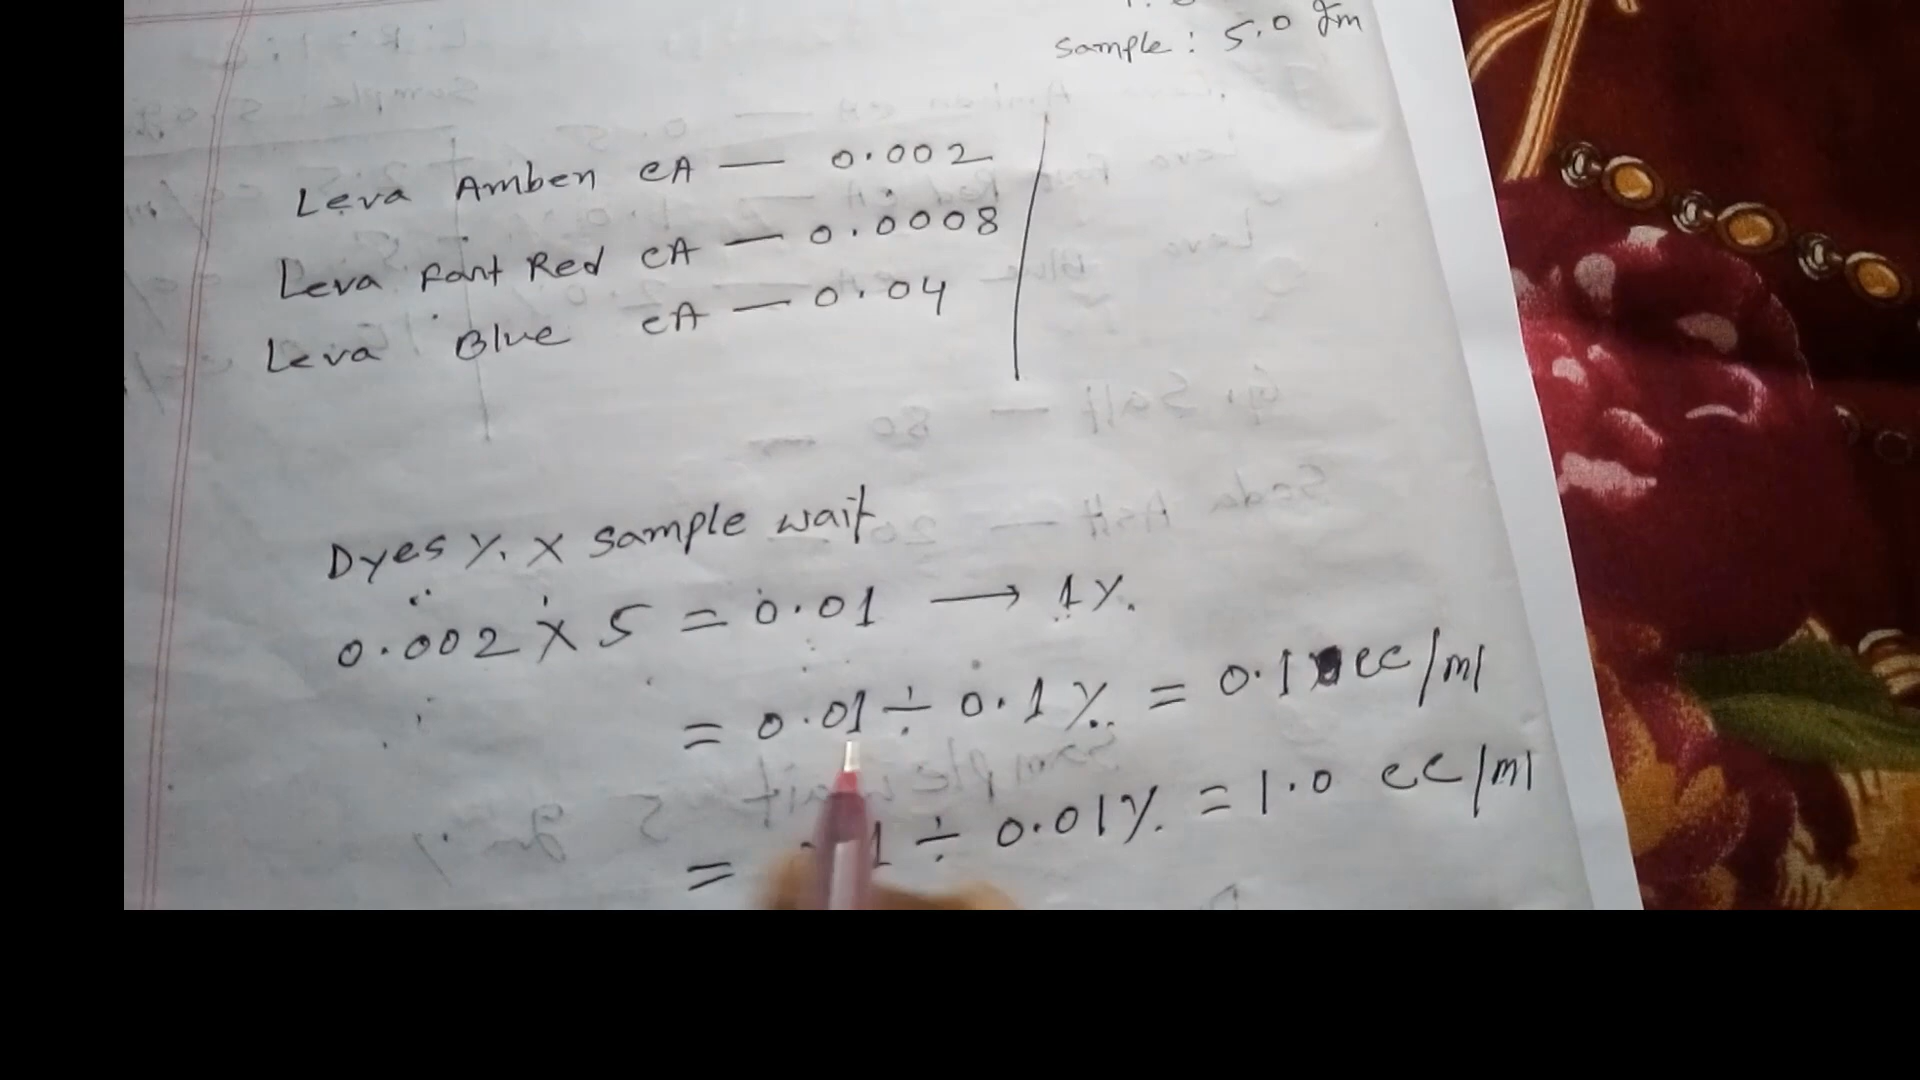 Sample : 5.0 gm
Leva Amben CA — 0.002
Leva Fant Red CA — 0.0008
Leva Blue CA — 0.04
Dyes %. X Sample wait
0.002 X 5 = 0.01 → 1%.
= 0.01 ÷ 0.1% = 0.1 cc/ml
= 1 ÷ 0.01%. = 1.0 cc/ml